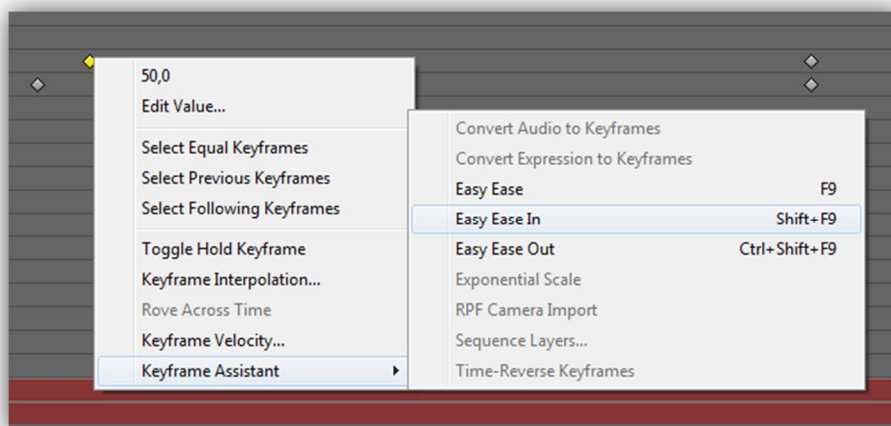 50,0
Edit Value...
Select Equal Keyframes
Select Previous Keyframes
Select Following Keyframes
Toggle Hold Keyframe
Keyframe Interpolation...
Rove Across Time
Keyframe Velocity...
Keyframe Assistant
Convert Audio to Keyframes
Convert Expression to Keyframes
Easy Ease F9
Easy Ease In Shift+F9
Easy Ease Out Ctrl+Shift+F9
Exponential Scale
RPF Camera Import
Sequence Layers...
Time-Reverse Keyframes